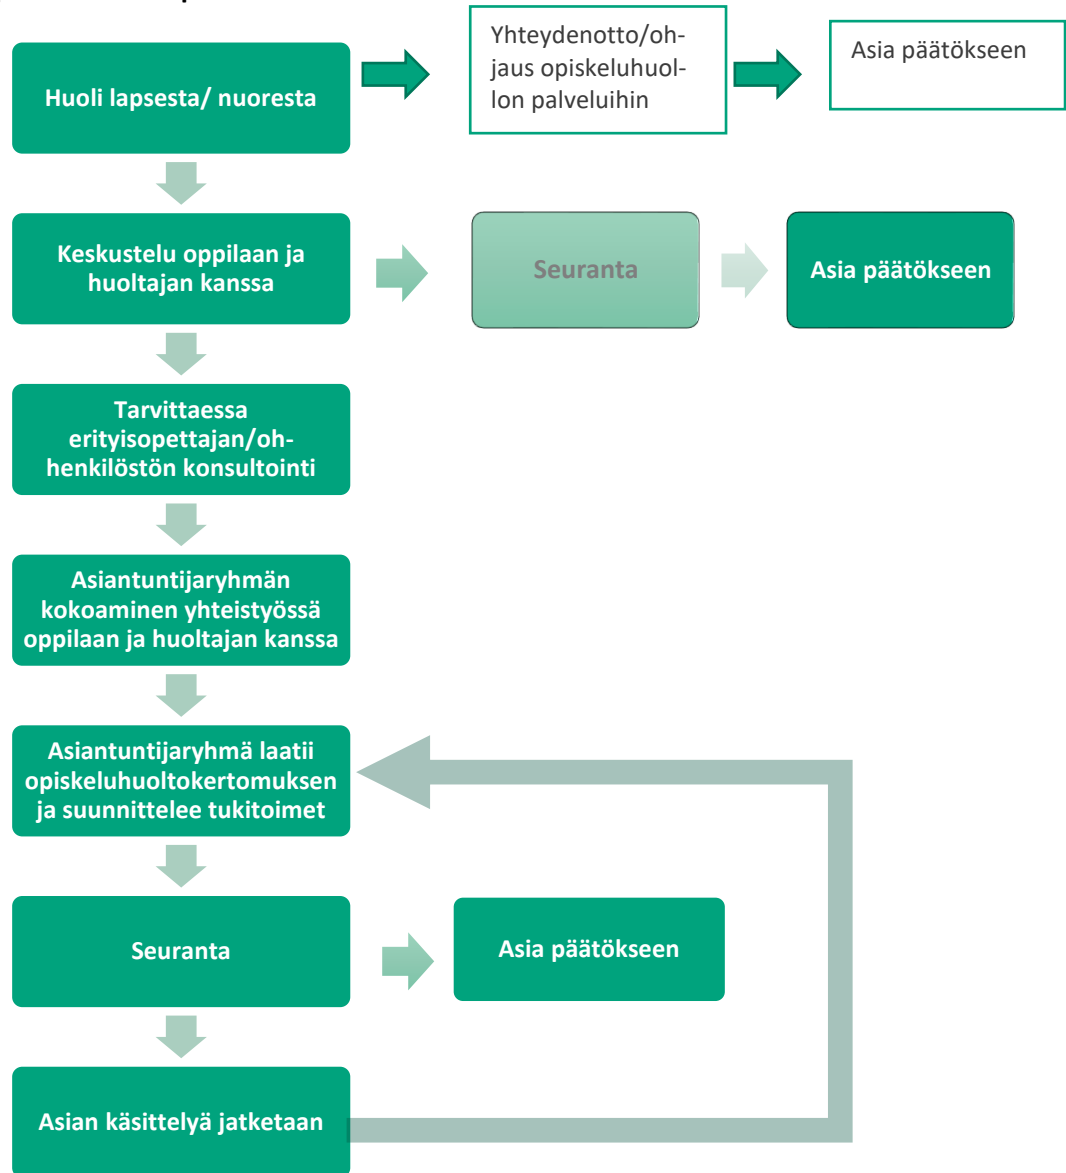 Huoli lapsesta/ nuoresta
Yhteydenotto/oh-
jaus opiskeluhuol-
lon palveluihin
Asia päätökseen
Keskustelu oppilaan ja
huoltajan kanssa
Seuranta
Asia päätökseen
Tarvittaessa
erityisopettajan/oh-
henkilöstön konsultointi
Asiantuntijaryhmän
kokoaminen yhteistyössä
oppilaan ja huoltajan kanssa
Asiantuntijaryhmä laatii
opiskeluhuoltokertomuksen
ja suunnittelee tukitoimet
Seuranta
Asia päätökseen
Asian käsittelyä jatketaan